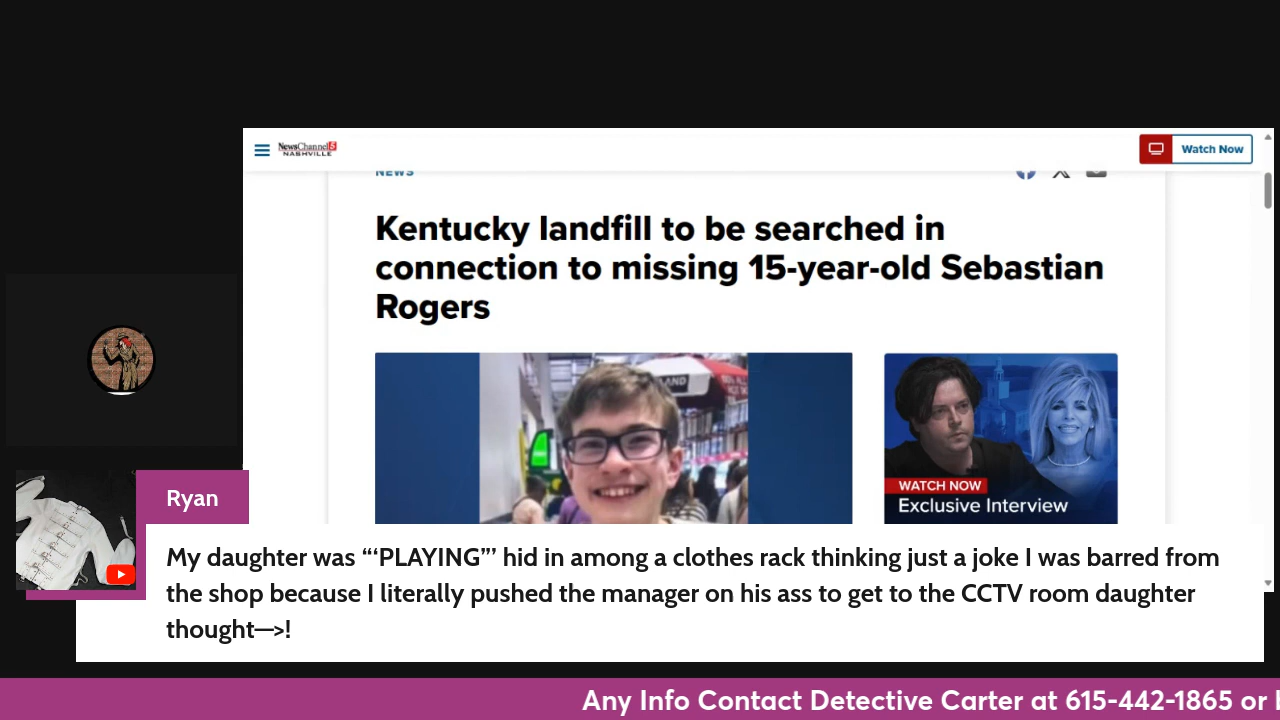 NewsChannel5
NASHVILLE
Watch Now
NEWS
Kentucky landfill to be searched in
connection to missing 15-year-old Sebastian
Rogers
WATCH NOW
Exclusive Interview
Ryan
My daughter was “‘PLAYING”’ hid in among a clothes rack thinking just a joke I was barred from
the shop because I literally pushed the manager on his ass to get to the CCTV room daughter
thought—>!
Any Info Contact Detective Carter at 615-442-1865 or